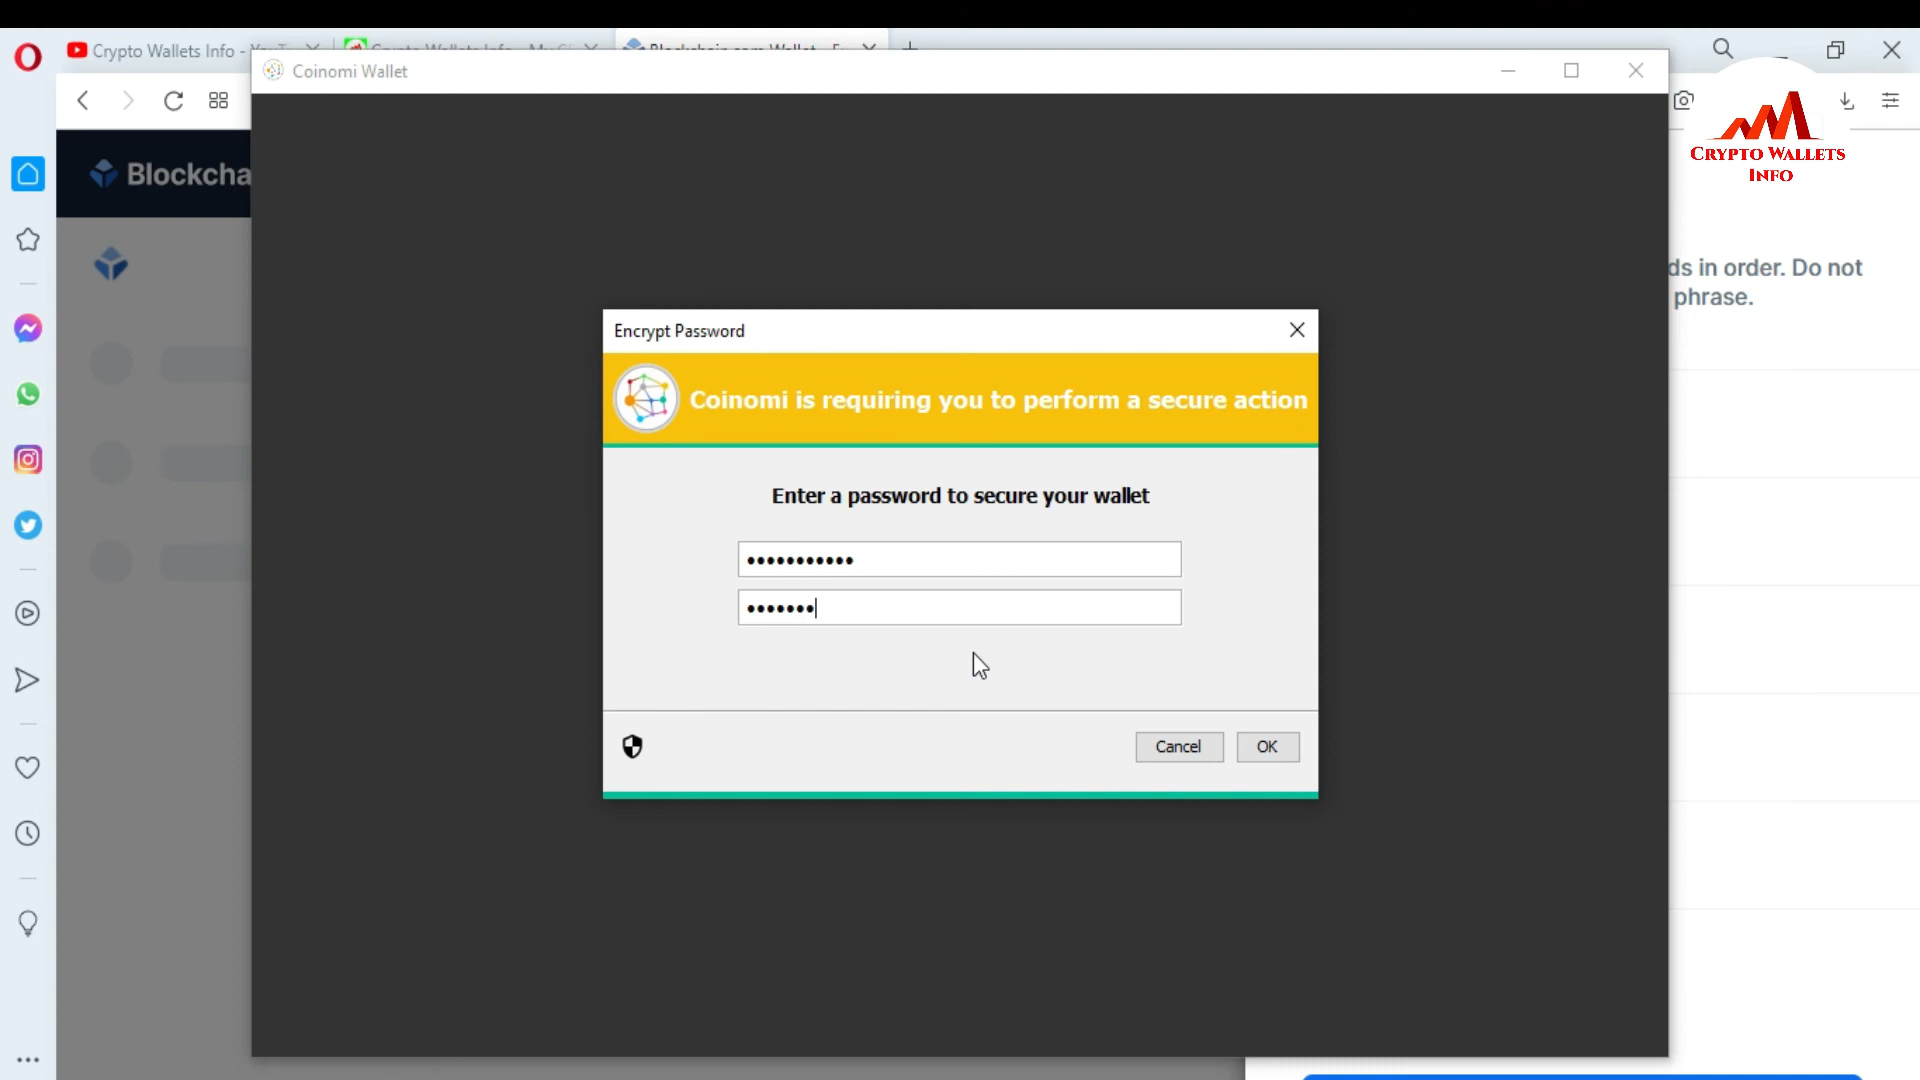 Crypto Wallets Info -
Coinomi Wallet
Blockcha
CRYPTO WALLETS
INFO
ds in order. Do not
phrase.
Encrypt Password
Coinomi is requiring you to perform a secure action
Enter a password to secure your wallet
Cancel
OK